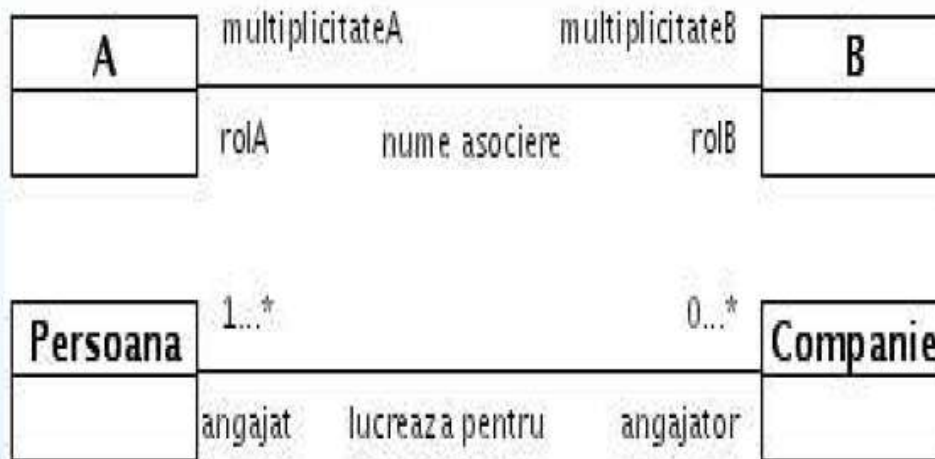 multiplicitateA multiplicitateB
A B
rolA nume asociere rolB
1...* 0...*
Persoana Companie
angajat lucreaza pentru angajator